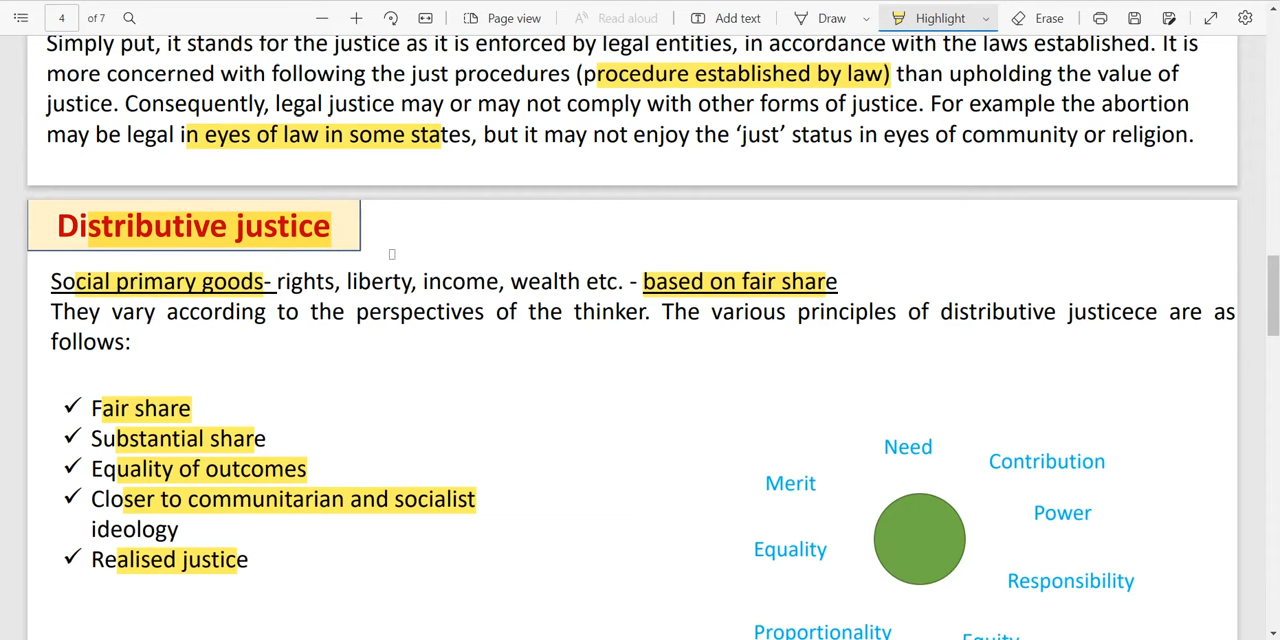 4 of 7
Page view
Read aloud
Add text
Draw
Highlight
Erase
Simply put, it stands for the justice as it is enforced by legal entities, in accordance with the laws established. It is
more concerned with following the just procedures (procedure established by law) than upholding the value of
justice. Consequently, legal justice may or may not comply with other forms of justice. For example the abortion
may be legal in eyes of law in some states, but it may not enjoy the ‘just’ status in eyes of community or religion.
Distributive justice
Social primary goods- rights, liberty, income, wealth etc. - based on fair share
They vary according to the perspectives of the thinker. The various principles of distributive justicece are as
follows:
✓ Fair share
✓ Substantial share
✓ Equality of outcomes
✓ Closer to communitarian and socialist
ideology
✓ Realised justice
Need
Contribution
Merit
Power
Equality
Responsibility
Proportionality
Equity